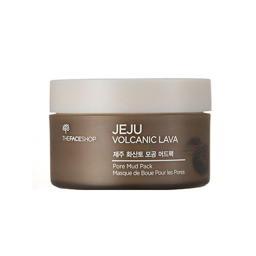 THEFACESHOP
JEJU
VOLCANIC LAVA
제주 화산토 모공 머드팩
Pore Mud Pack
Masque de Boue Pour les Pores